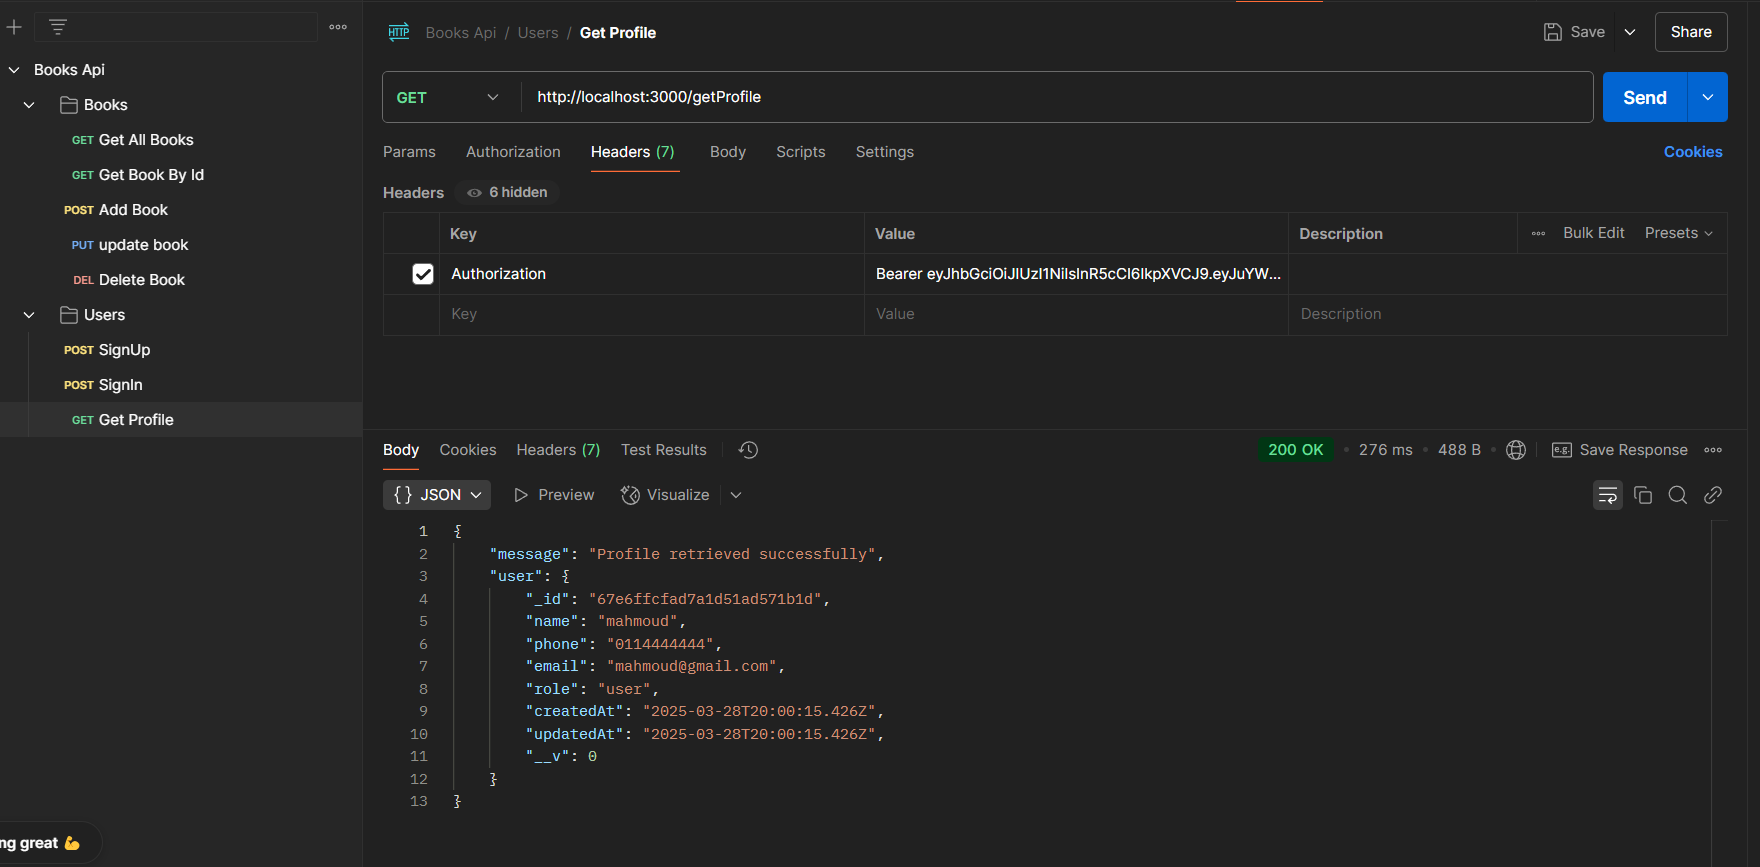 Books Api
Books
GET Get All Books
GET Get Book By Id
POST Add Book
PUT update book
DEL Delete Book
Users
POST SignUp
POST SignIn
GET Get Profile
ng great 💪
HTTP Books Api / Users / Get Profile
Save
Share
GET http://localhost:3000/getProfile
Send
Params Authorization Headers (7) Body Scripts Settings Cookies
Headers 6 hidden
Key Value Description Bulk Edit Presets
Authorization Bearer eyJhbGciOiJIUzI1NiIsInR5cCI6IkpXVCJ9.eyJuYW...
Key Value Description
Body Cookies Headers (7) Test Results 200 OK • 276 ms • 488 B • e.g. Save Response
{} JSON Preview Visualize
1 {
2 "message": "Profile retrieved successfully",
3 "user": {
4 "_id": "67e6ffcfad7a1d51ad571b1d",
5 "name": "mahmoud",
6 "phone": "0114444444",
7 "email": "mahmoud@gmail.com",
8 "role": "user",
9 "createdAt": "2025-03-28T20:00:15.426Z",
10 "updatedAt": "2025-03-28T20:00:15.426Z",
11 "__v": 0
12 }
13 }